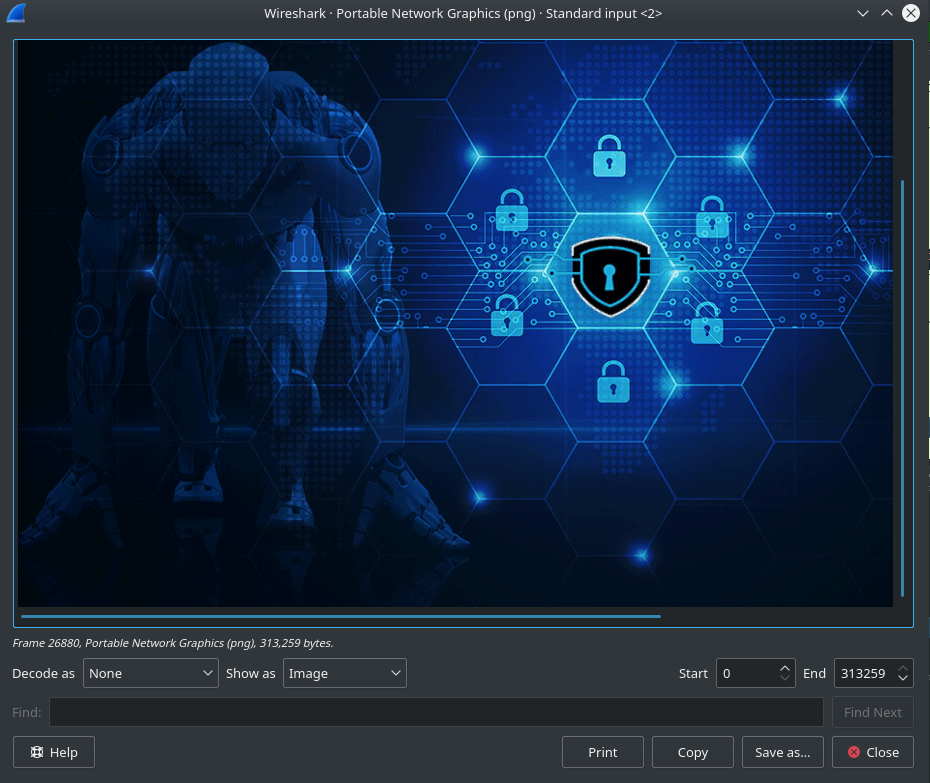 Wireshark · Portable Network Graphics (png) · Standard input <2>
Frame 26880, Portable Network Graphics (png), 313,259 bytes.
Decode as None Show as Image Start 0 End 313259
Find: Find Next
Help Print Copy Save as... Close